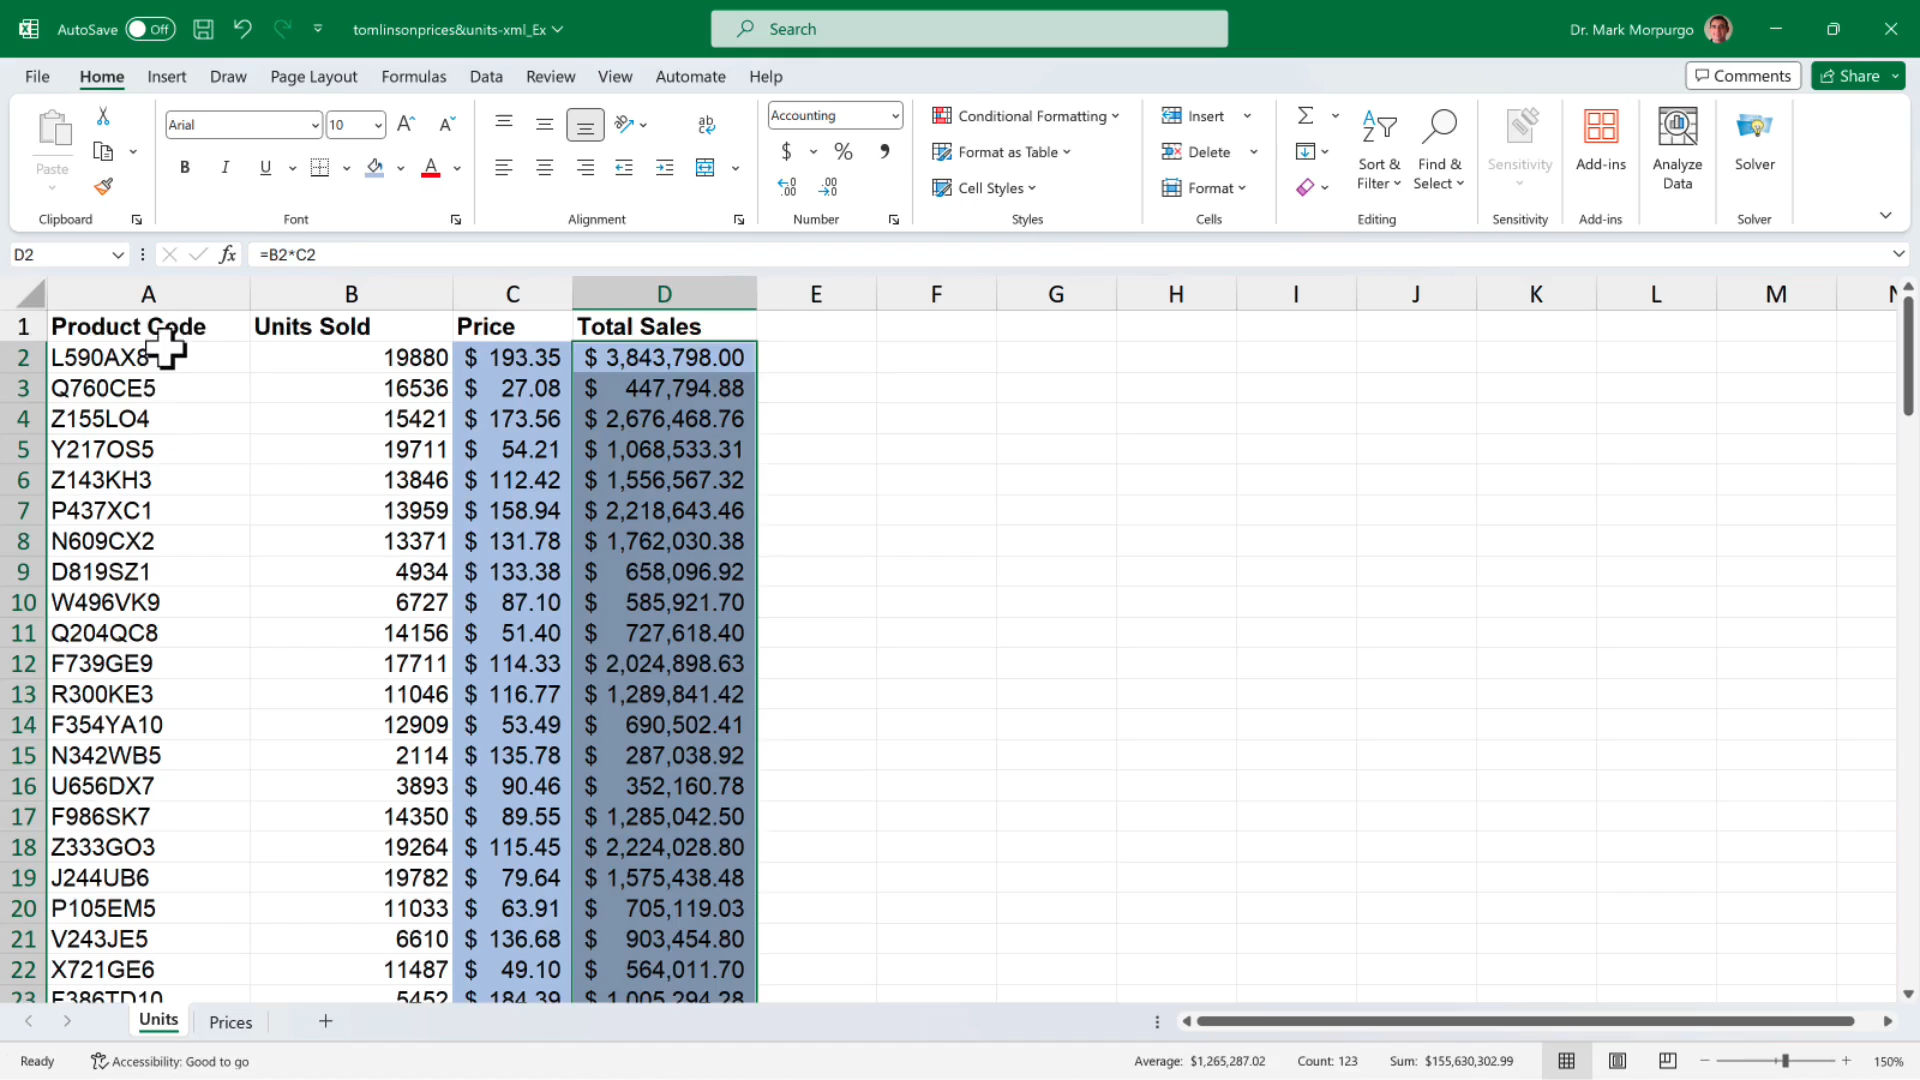 AutoSave Off tomlinsonprices&units-xml_Ex Search Dr. Mark Morpurgo
File Home Insert Draw Page Layout Formulas Data Review View Automate Help Comments Share
Paste
Clipboard
Arial 10
B I U A
Font
Alignment
Accounting
$ % ,
Number
Conditional Formatting
Format as Table
Cell Styles
Styles
Insert
Delete
Format
Cells
Sort & Filter
Find & Select
Editing
Sensitivity
Sensitivity
Add-ins
Add-ins
Analyze Data
Solver
Solver
D2 fx =B2*C2
A B C D E F G H I J K L M
1 Product Code Units Sold Price Total Sales
2 L590AX8 19880 $ 193.35 $ 3,843,798.00
3 Q760CE5 16536 $ 27.08 $ 447,794.88
4 Z155LO4 15421 $ 173.56 $ 2,676,468.76
5 Y217OS5 19711 $ 54.21 $ 1,068,533.31
6 Z143KH3 13846 $ 112.42 $ 1,556,567.32
7 P437XC1 13959 $ 158.94 $ 2,218,643.46
8 N609CX2 13371 $ 131.78 $ 1,762,030.38
9 D819SZ1 4934 $ 133.38 $ 658,096.92
10 W496VK9 6727 $ 87.10 $ 585,921.70
11 Q204QC8 14156 $ 51.40 $ 727,618.40
12 F739GE9 17711 $ 114.33 $ 2,024,898.63
13 R300KE3 11046 $ 116.77 $ 1,289,841.42
14 F354YA10 12909 $ 53.49 $ 690,502.41
15 N342WB5 2114 $ 135.78 $ 287,038.92
16 U656DX7 3893 $ 90.46 $ 352,160.78
17 F986SK7 14350 $ 89.55 $ 1,285,042.50
18 Z333GO3 19264 $ 115.45 $ 2,224,028.80
19 J244UB6 19782 $ 79.64 $ 1,575,438.48
20 P105EM5 11033 $ 63.91 $ 705,119.03
21 V243JE5 6610 $ 136.68 $ 903,454.80
22 X721GE6 11487 $ 49.10 $ 564,011.70
23 5452 $ 184.39 $ 1,005,294.28
Units Prices
Ready Accessibility: Good to go Average: $1,265,287.02 Count: 123 Sum: $155,630,302.99 150%